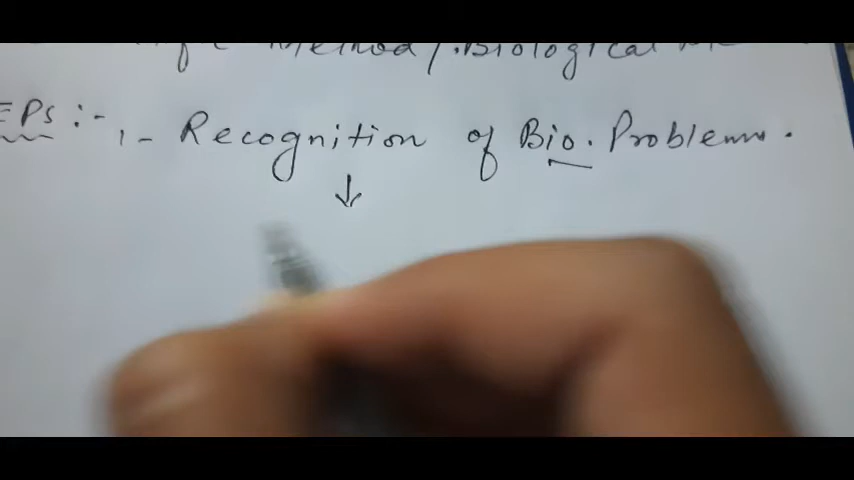 Method / Biological
EPs :-
1 - Recognition of Bio. Problems.